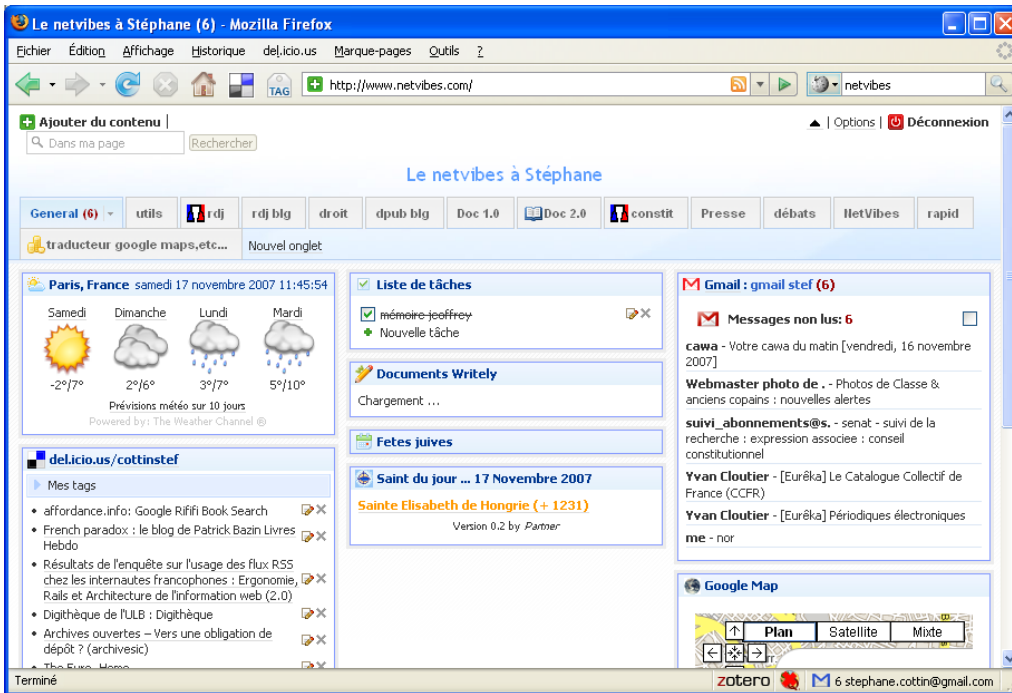 Le netvibes à Stéphane (6) - Mozilla Firefox
Fichier Édition Affichage Historique del.icio.us Marque-pages Outils ?
TAG http://www.netvibes.com/ netvibes
Ajouter du contenu | | Options | Déconnexion
Dans ma page Rechercher
Le netvibes à Stéphane
General (6) utils rdj rdj blg droit dpub blg Doc 1.0 Doc 2.0 constit Presse débats NetVibes rapid
traducteur google maps,etc... Nouvel onglet
Paris, France samedi 17 novembre 2007 11:45:54
Samedi Dimanche Lundi Mardi
-2°/7° 2°/6° 3°/7° 5°/10°
Prévisions météo sur 10 jours
Powered by: The Weather Channel ®
del.icio.us/cottinstef
Mes tags
affordance.info: Google Rififi Book Search
French paradox : le blog de Patrick Bazin Livres
Hebdo
Résultats de l'enquête sur l'usage des flux RSS
chez les internautes francophones : Ergonomie,
Rails et Architecture de l'information web (2.0)
Digithèque de l'ULB : Digithèque
Archives ouvertes – Vers une obligation de
dépôt ? (archivesic)
Liste de tâches
mémoire jeoffrey
Nouvelle tâche
Documents Writely
Chargement ...
Fetes juives
Saint du jour ... 17 Novembre 2007
Sainte Elisabeth de Hongrie (+ 1231)
Version 0.2 by Partner
Gmail : gmail stef (6)
Messages non lus: 6
cawa - Votre cawa du matin [vendredi, 16 novembre
2007]
Webmaster photo de . - Photos de Classe &
anciens copains : nouvelles alertes
suivi_abonnements@s. - senat - suivi de la
recherche : expression associee : conseil
constitutionnel
Yvan Cloutier - [Eurêka] Le Catalogue Collectif de
France (CCFR)
Yvan Cloutier - [Eurêka] Périodiques électroniques
me - nor
Google Map
Plan Satellite Mixte
Terminé zotero 6 stephane.cottin@gmail.com